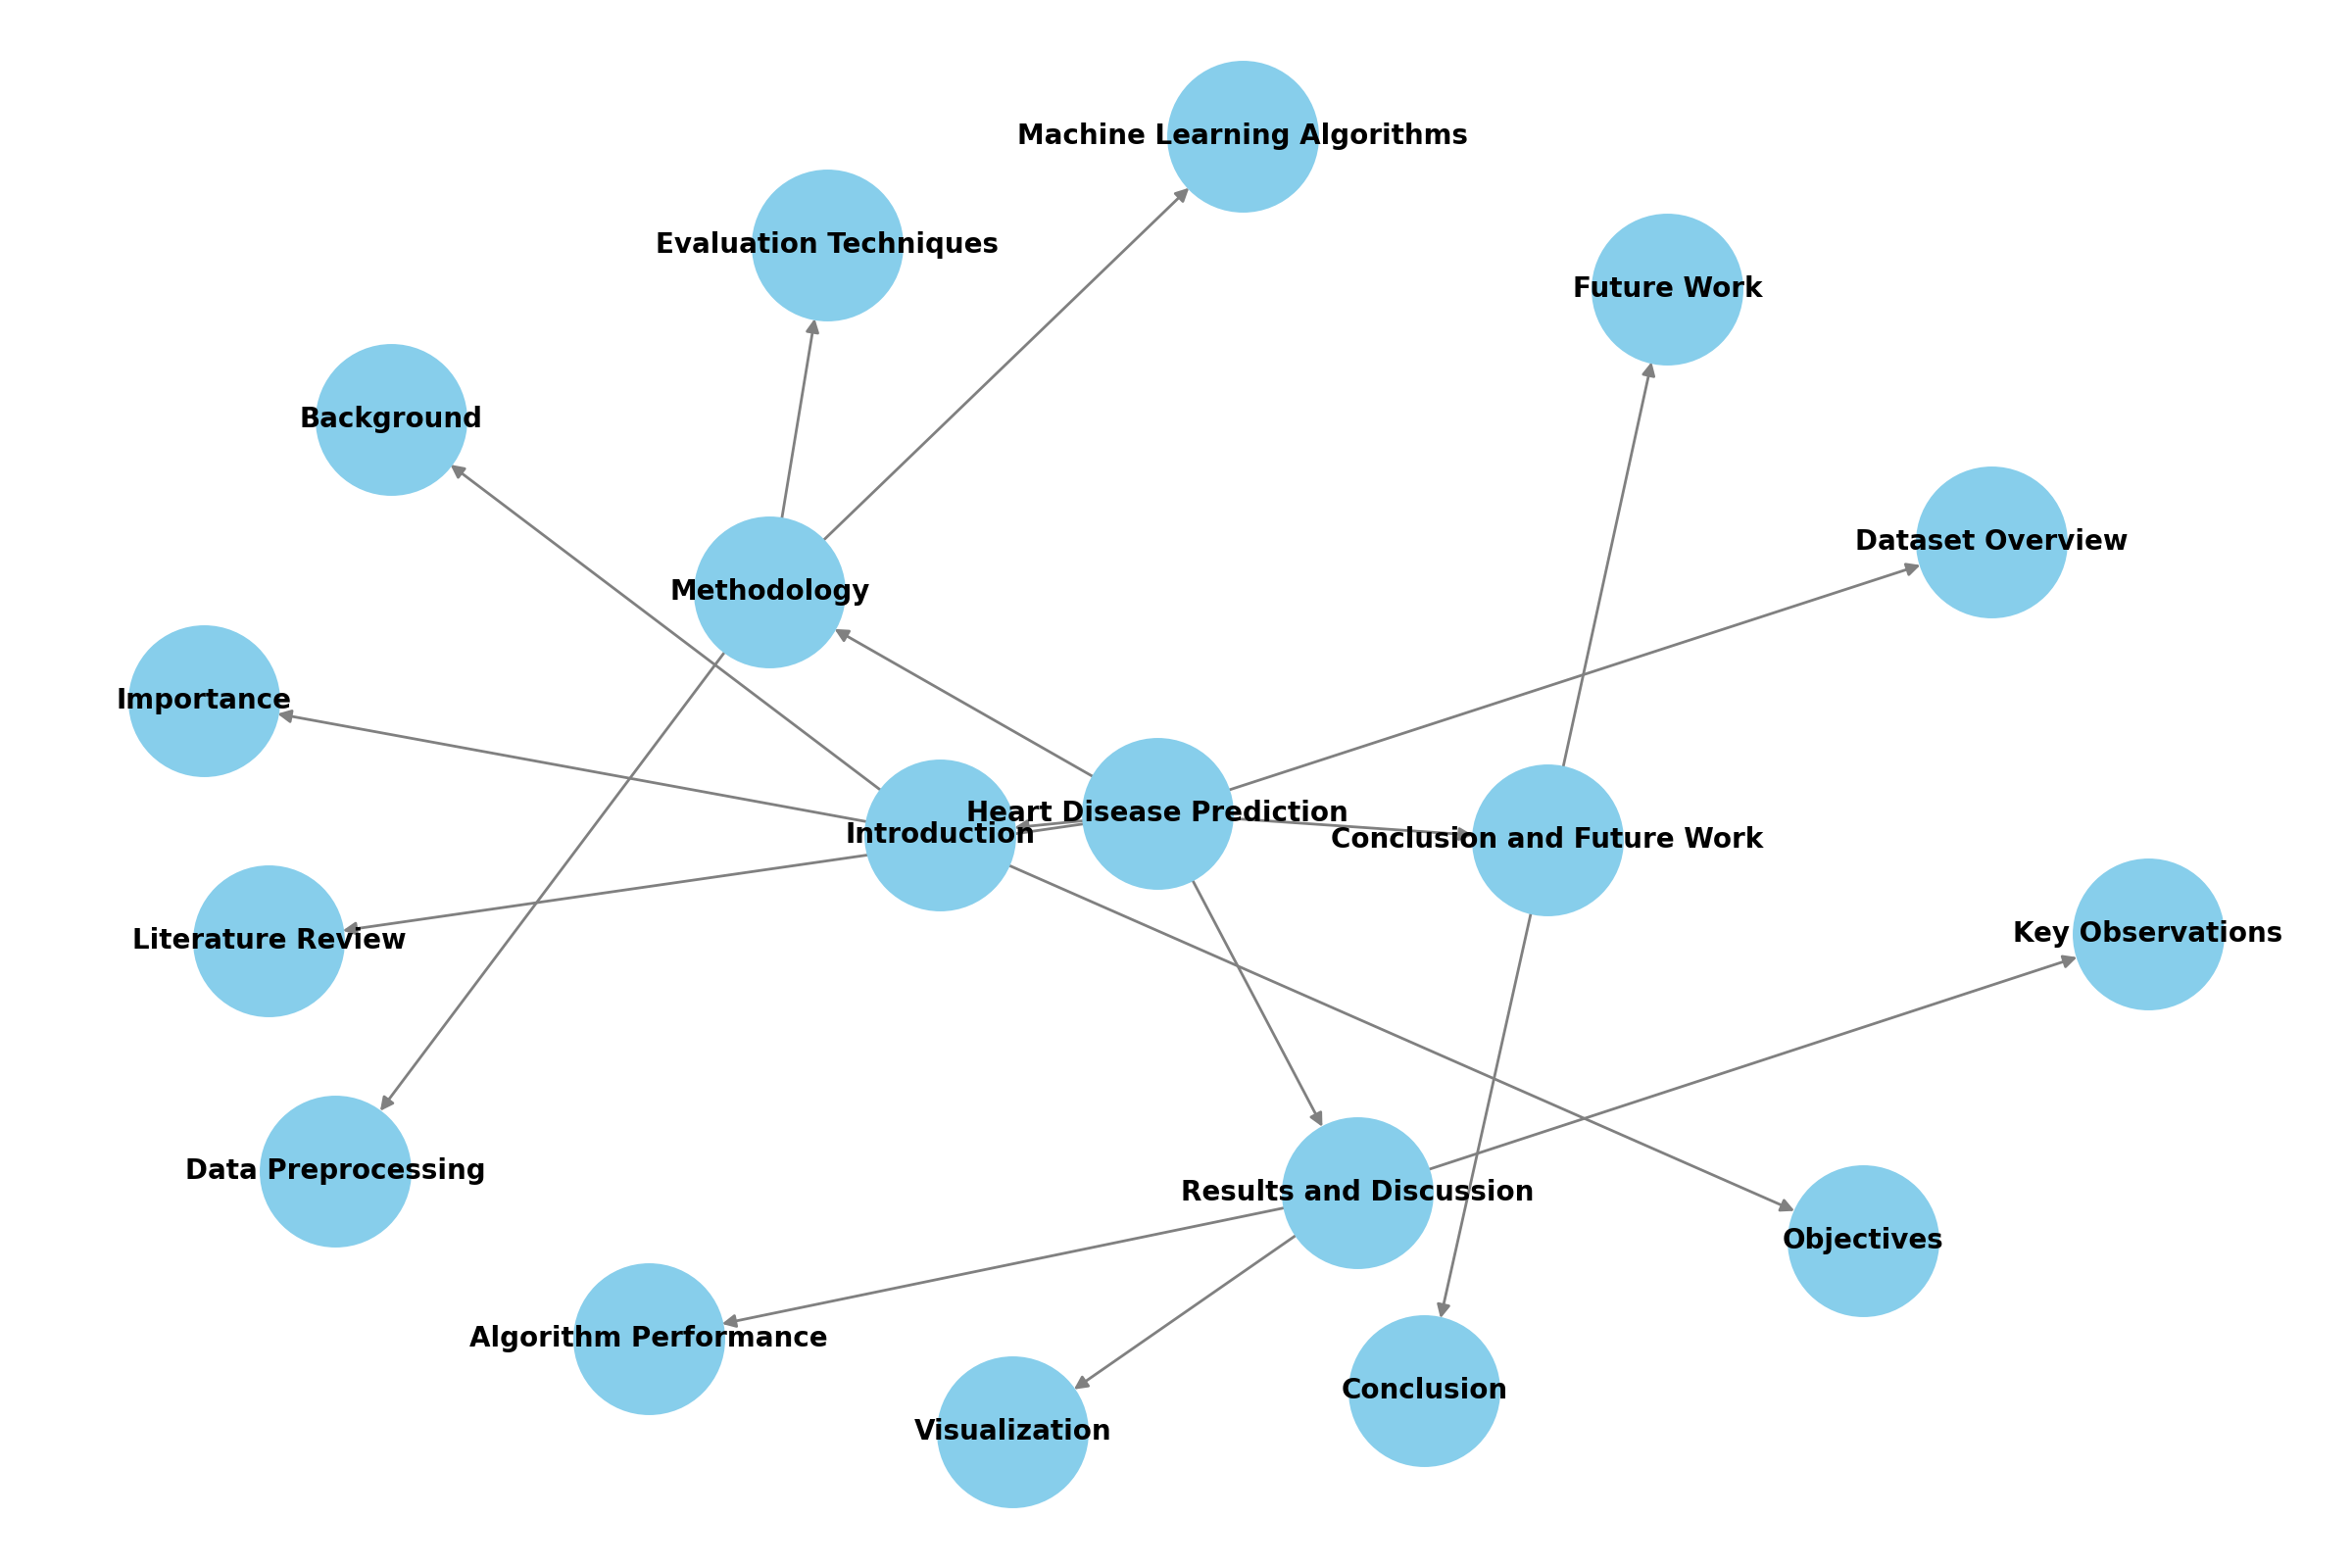 Machine Learning Algorithms
Evaluation Techniques
Future Work
Background
Dataset Overview
Methodology
Importance
Heart Disease Prediction
Introduction
Conclusion and Future Work
Key Observations
Literature Review
Data Preprocessing
Results and Discussion
Objectives
Algorithm Performance
Conclusion
Visualization